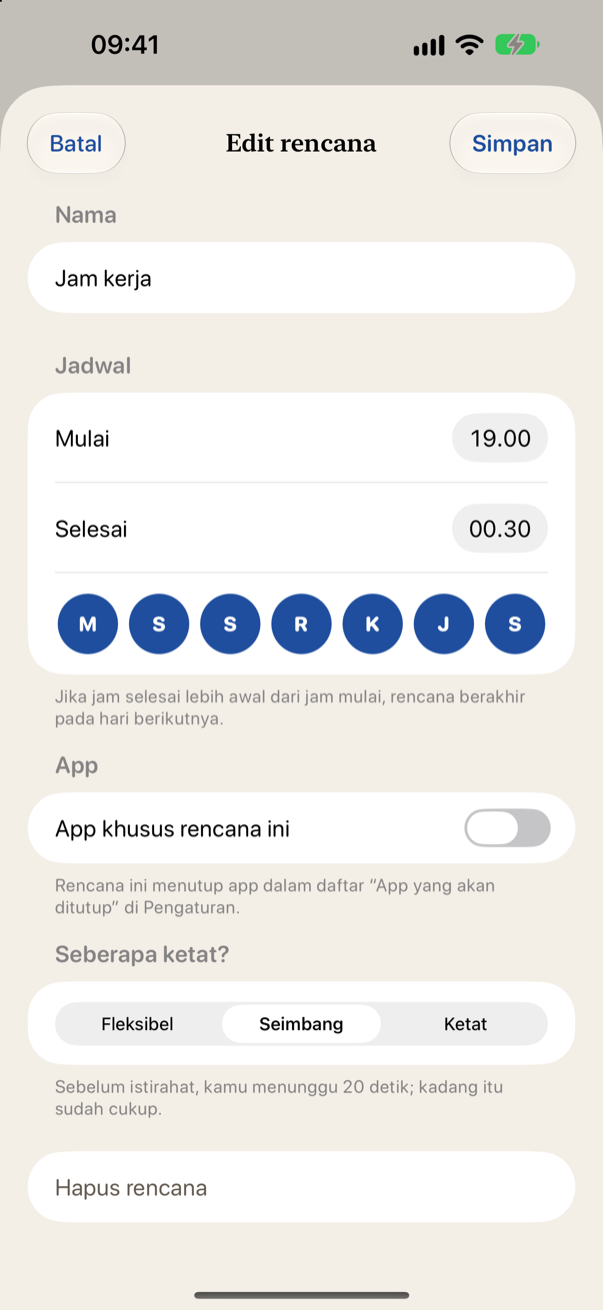 09:41
Batal
Edit rencana
Simpan
Nama
Jam kerja
Jadwal
Mulai
19.00
Selesai
00.30
M S S R K J S
Jika jam selesai lebih awal dari jam mulai, rencana berakhir
pada hari berikutnya.
App
App khusus rencana ini
Rencana ini menutup app dalam daftar “App yang akan
ditutup” di Pengaturan.
Seberapa ketat?
Fleksibel
Seimbang
Ketat
Sebelum istirahat, kamu menunggu 20 detik; kadang itu
sudah cukup.
Hapus rencana